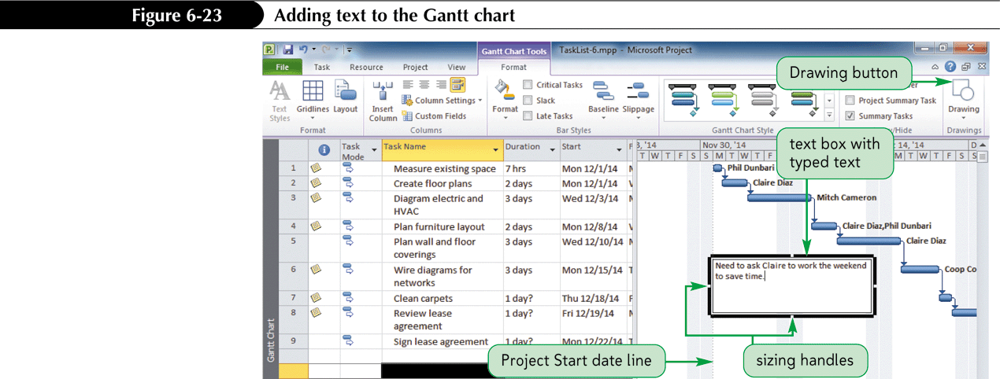 Figure 6-23 Adding text to the Gantt chart
Gantt Chart Tools TaskList-6.mpp - Microsoft Project
File Task Resource Project View Format
Drawing button
Text Styles
Gridlines
Layout
Format
Insert Column
Column Settings
Custom Fields
Columns
Format
Critical Tasks
Slack
Late Tasks
Baseline
Slippage
Bar Styles
Gantt Chart Style
Project Summary Task
Summary Tasks
Drawing
Drawings
text box with
typed text
Task Mode Task Name Duration Start F
, '14 Nov 30, '14 14, '14 D
T W T F S S M T W T F M T W T F S S
1 Measure existing space 7 hrs Mon 12/1/14
2 Create floor plans 2 days Mon 12/1/14
3 Diagram electric and HVAC 3 days Wed 12/3/14
4 Plan furniture layout 2 days Mon 12/8/14
5 Plan wall and floor coverings 3 days Wed 12/10/14
6 Wire diagrams for networks 3 days Mon 12/15/14 T
7 Clean carpets 1 day? Thu 12/18/14 F
8 Review lease agreement 1 day? Fri 12/19/14
9 Sign lease agreement 1 day? Mon 12/22/14 T
Phil Dunbari
Claire Diaz
Mitch Cameron
Claire Diaz,Phil Dunbari
Claire Diaz
Coop Co
Need to ask Claire to work the weekend
to save time.
Gantt Chart
Project Start date line
sizing handles